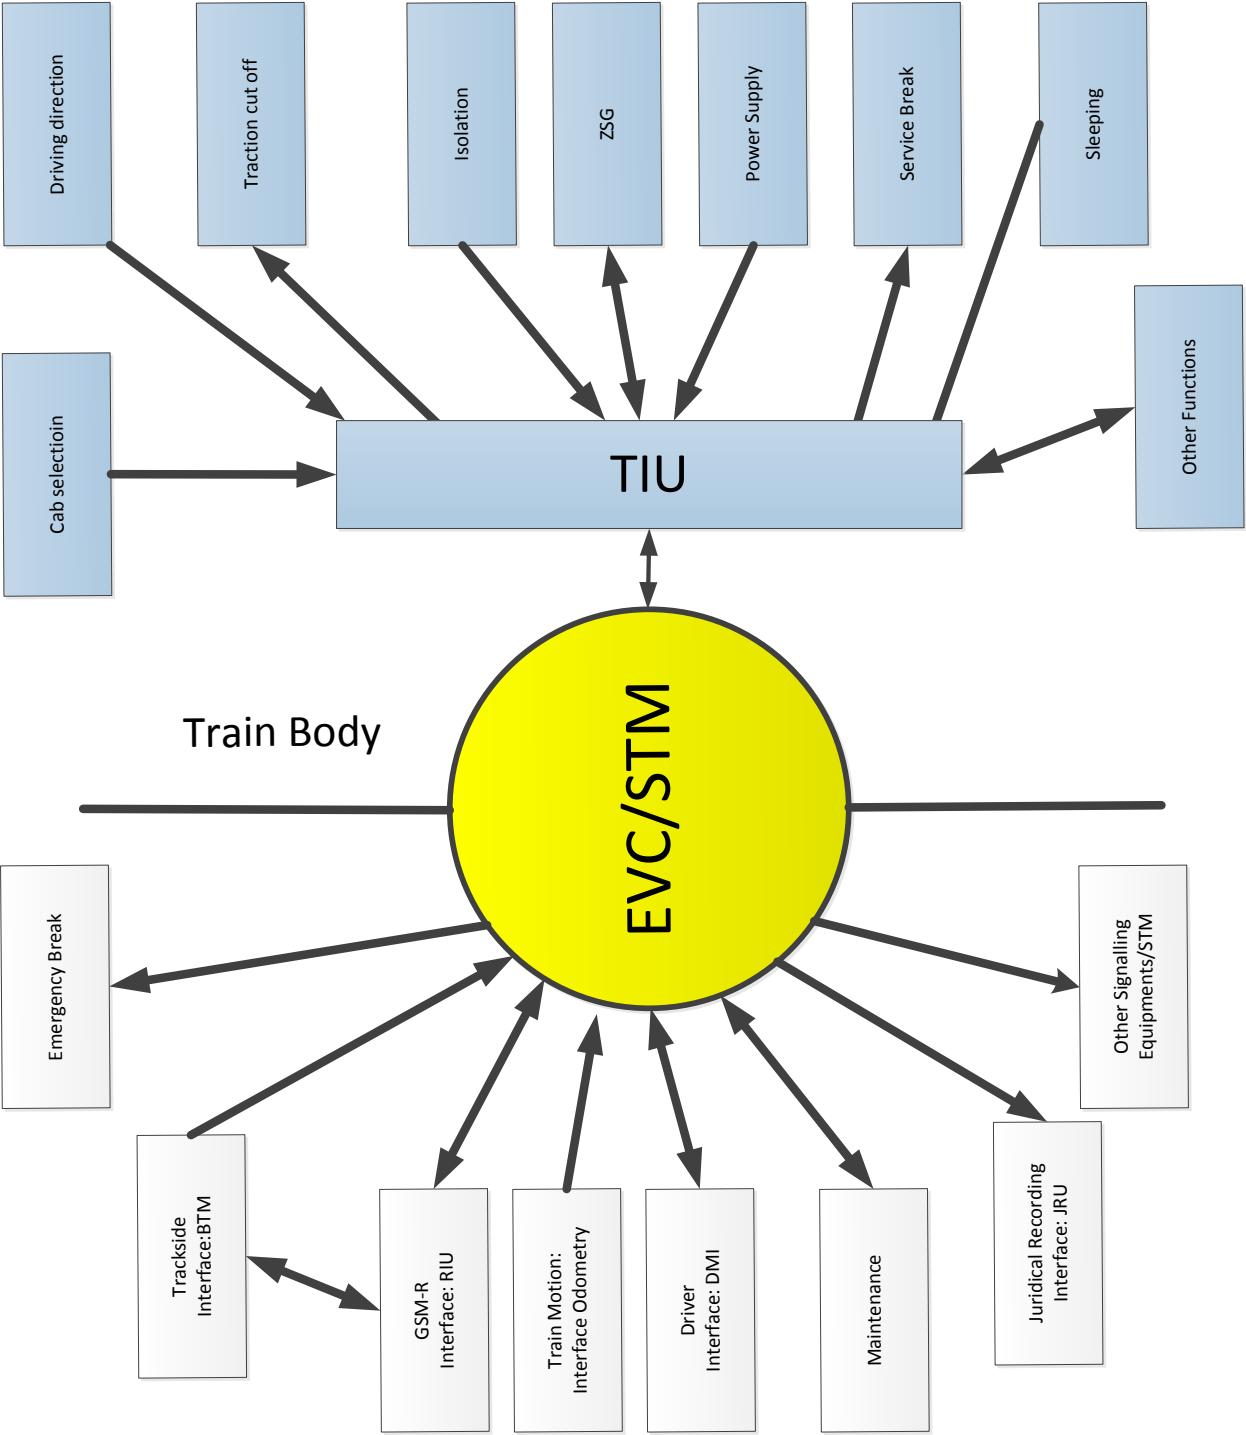 Driving direction
Traction cut off
Isolation
ZSG
Power Supply
Service Break
Sleeping
Cab selectioin
TIU
Other Functions
Train Body
EVC/STM
Emergency Break
Other Signalling
Equipments/STM
Trackside
Interface:BTM
GSM-R
Interface: RIU
Train Motion:
Interface Odometry
Driver
Interface: DMI
Maintenance
Juridical Recording
Interface: JRU